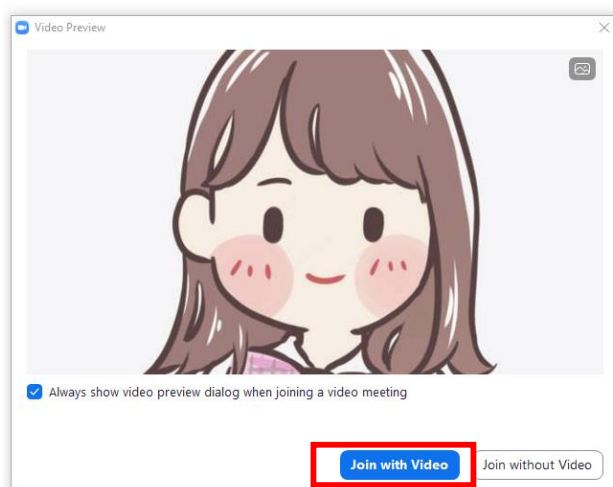 Video Preview
Always show video preview dialog when joining a video meeting
Join with Video
Join without Video